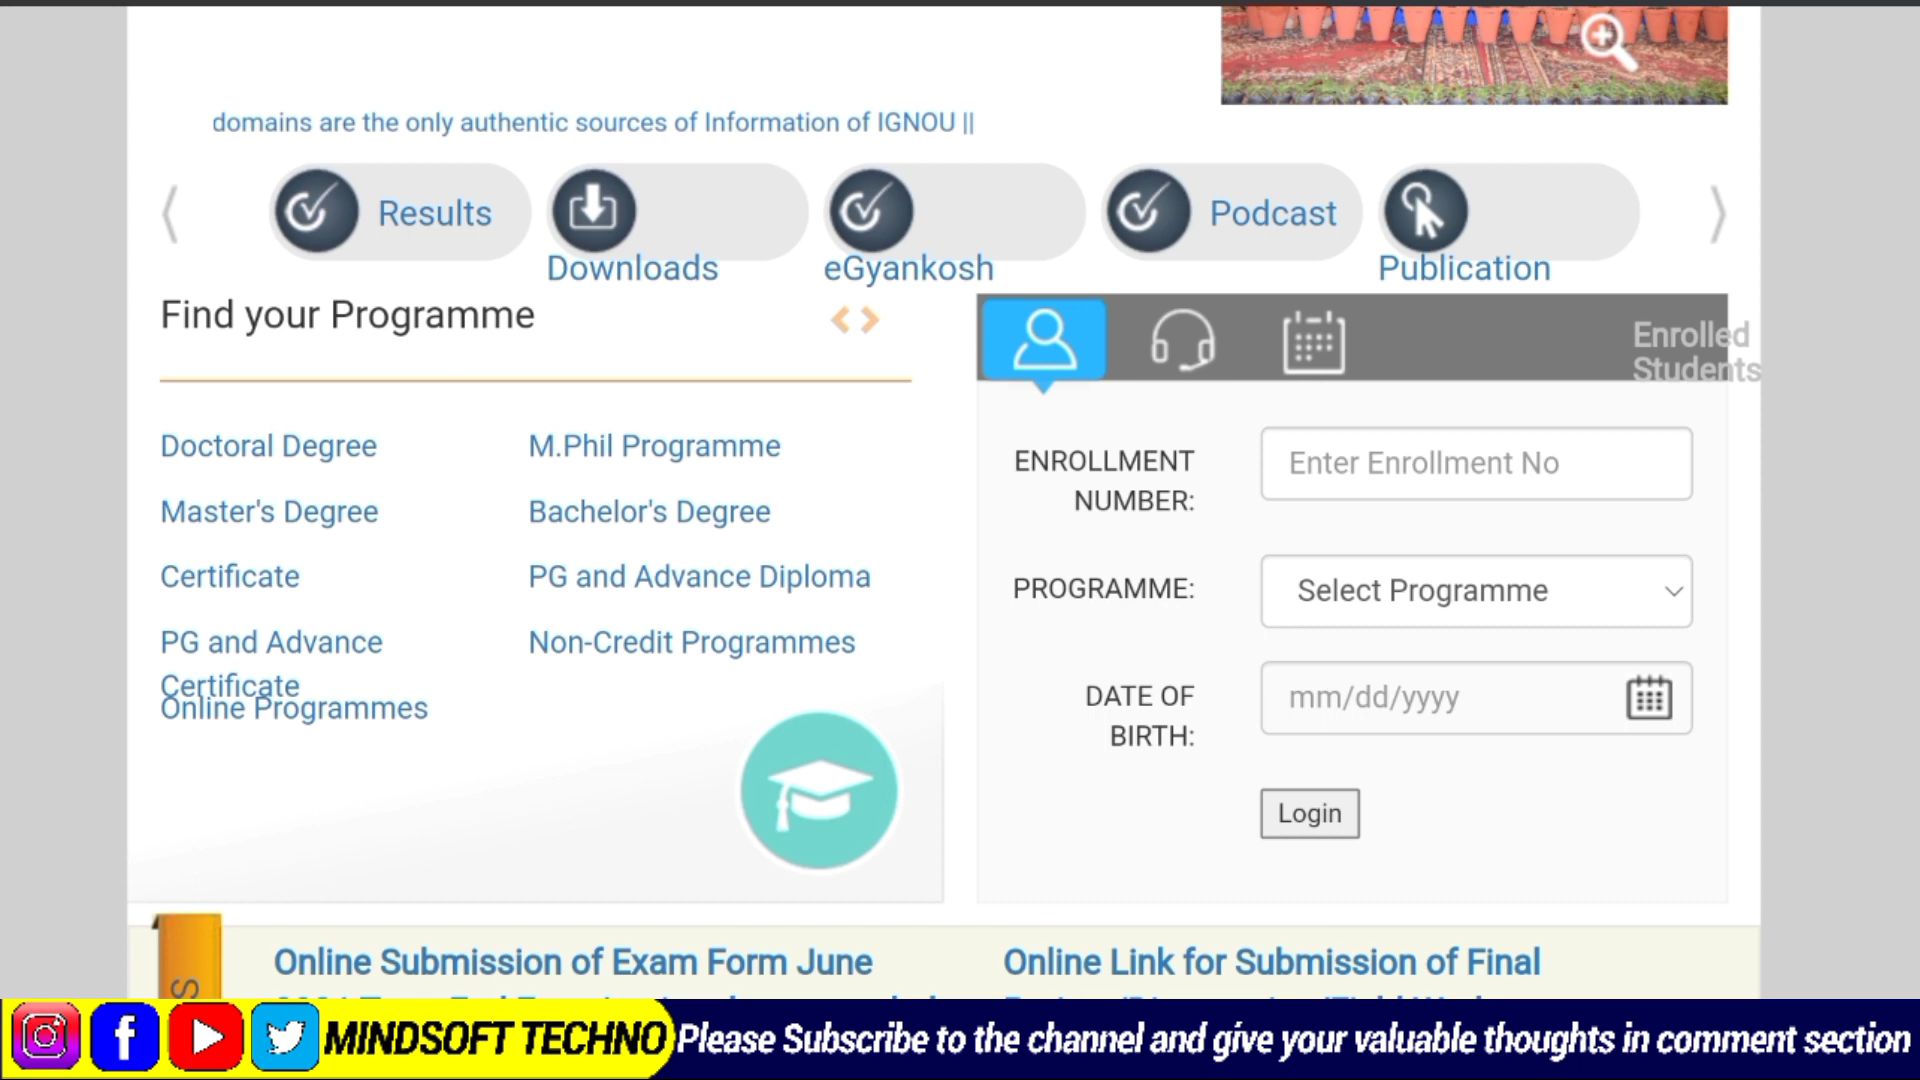 domains are the only authentic sources of Information of IGNOU ||
Results
Downloads
eGyankosh
Podcast
Publication
Find your Programme
Doctoral Degree
M.Phil Programme
Master's Degree
Bachelor's Degree
Certificate
PG and Advance Diploma
PG and Advance
Certificate
Non-Credit Programmes
Online Programmes
Enrolled
Students
ENROLLMENT
NUMBER:
Enter Enrollment No
PROGRAMME:
Select Programme
DATE OF
BIRTH:
mm/dd/yyyy
Login
S
Online Submission of Exam Form June
Online Link for Submission of Final
MINDSOFT TECHNO
Please Subscribe to the channel and give your valuable thoughts in comment section